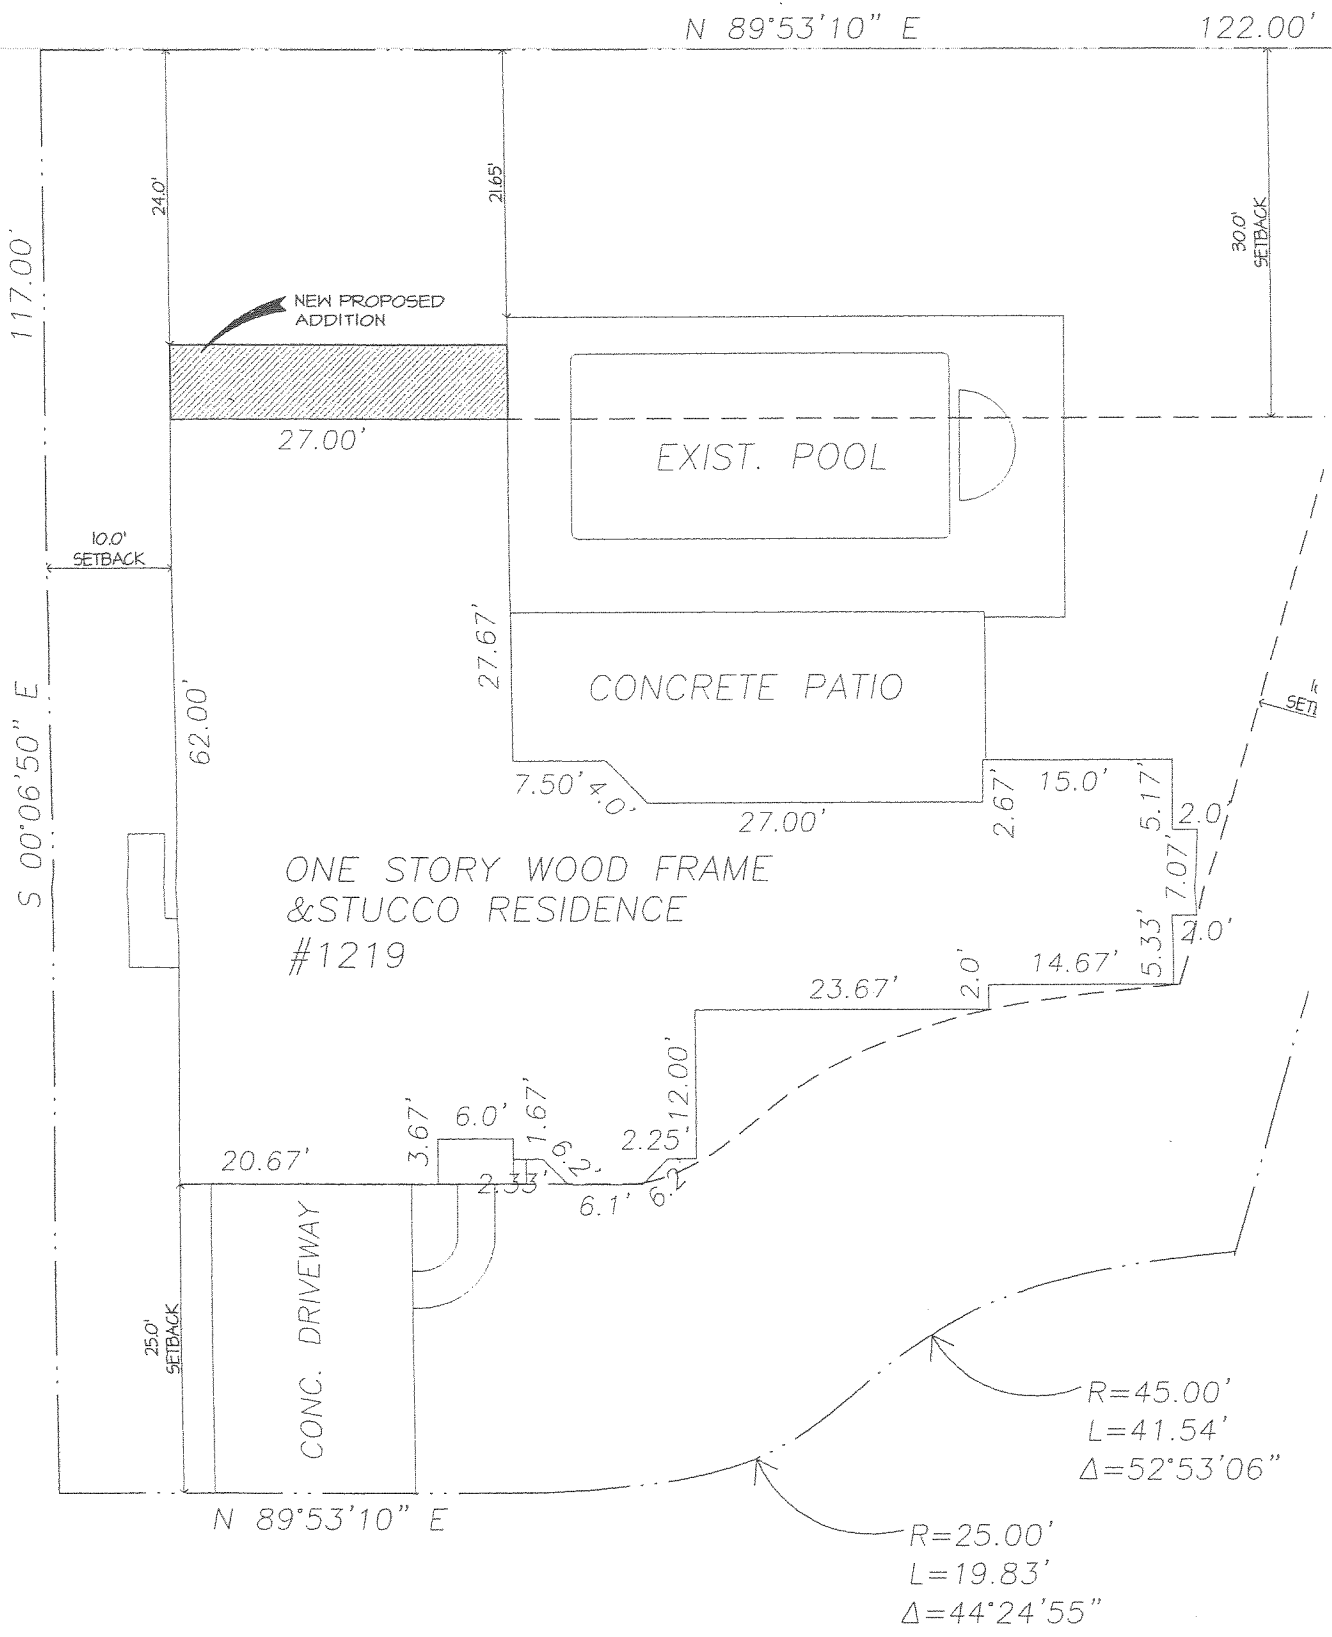 N 89°53'10" E
122.00'
117.00'
24.0'
21.65'
30.0'
SETBACK
NEW PROPOSED
ADDITION
27.00'
EXIST. POOL
10.0'
SETBACK
27.67'
CONCRETE PATIO
S 00°06'50" E
62.00'
SET
7.50'
4.0'
27.00'
2.67'
15.0'
5.17'
2.0'
7.07'
ONE STORY WOOD FRAME
&STUCCO RESIDENCE
#1219
5.33'
2.0'
23.67'
2.0'
14.67'
12.00'
20.67'
3.67'
6.0'
1.67'
2.33'
6.1'
2.25'
25.0'
SETBACK
CONC. DRIVEWAY
N 89°53'10" E
R=45.00'
L=41.54'
Δ=52°53'06"
R=25.00'
L=19.83'
Δ=44°24'55"